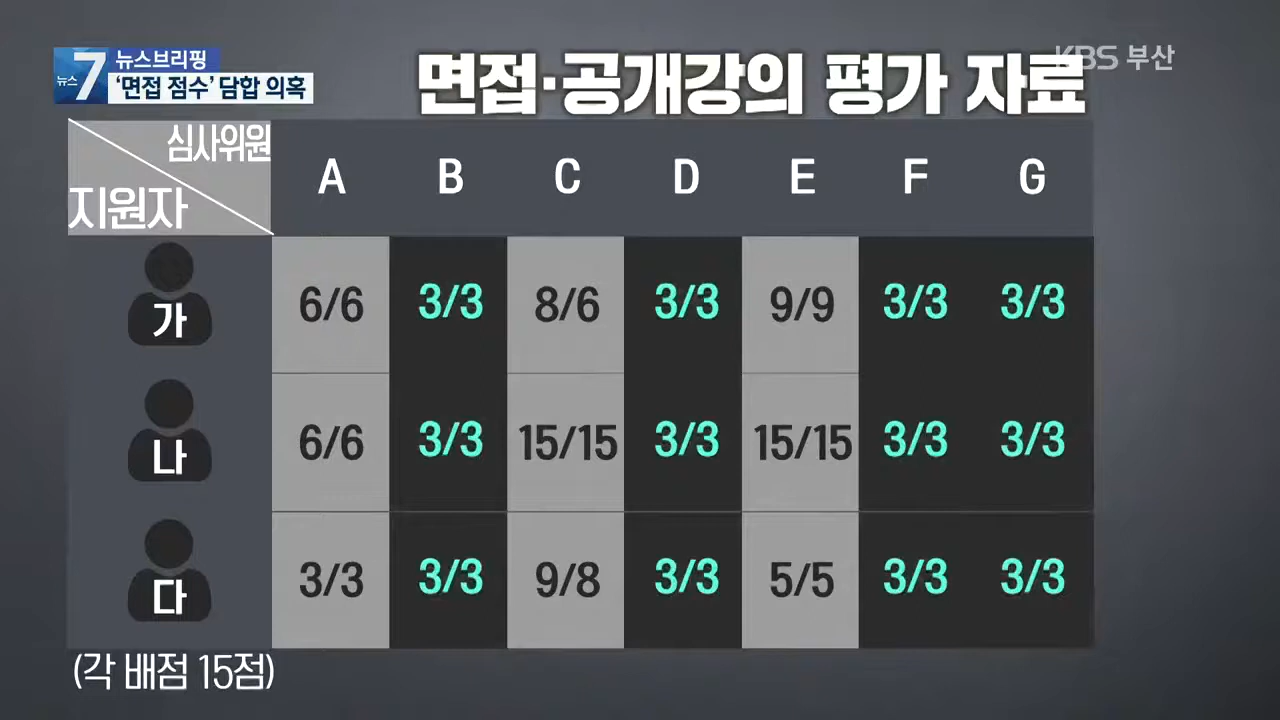 뉴스 7 뉴스브리핑
'면접 점수' 담합 의혹
면접·공개강의 평가 자료
KBS 부산
심사위원
지원자
A B C D E F G
가 6/6 3/3 8/6 3/3 9/9 3/3 3/3
나 6/6 3/3 15/15 3/3 15/15 3/3 3/3
다 3/3 3/3 9/8 3/3 5/5 3/3 3/3
(각 배점 15점)